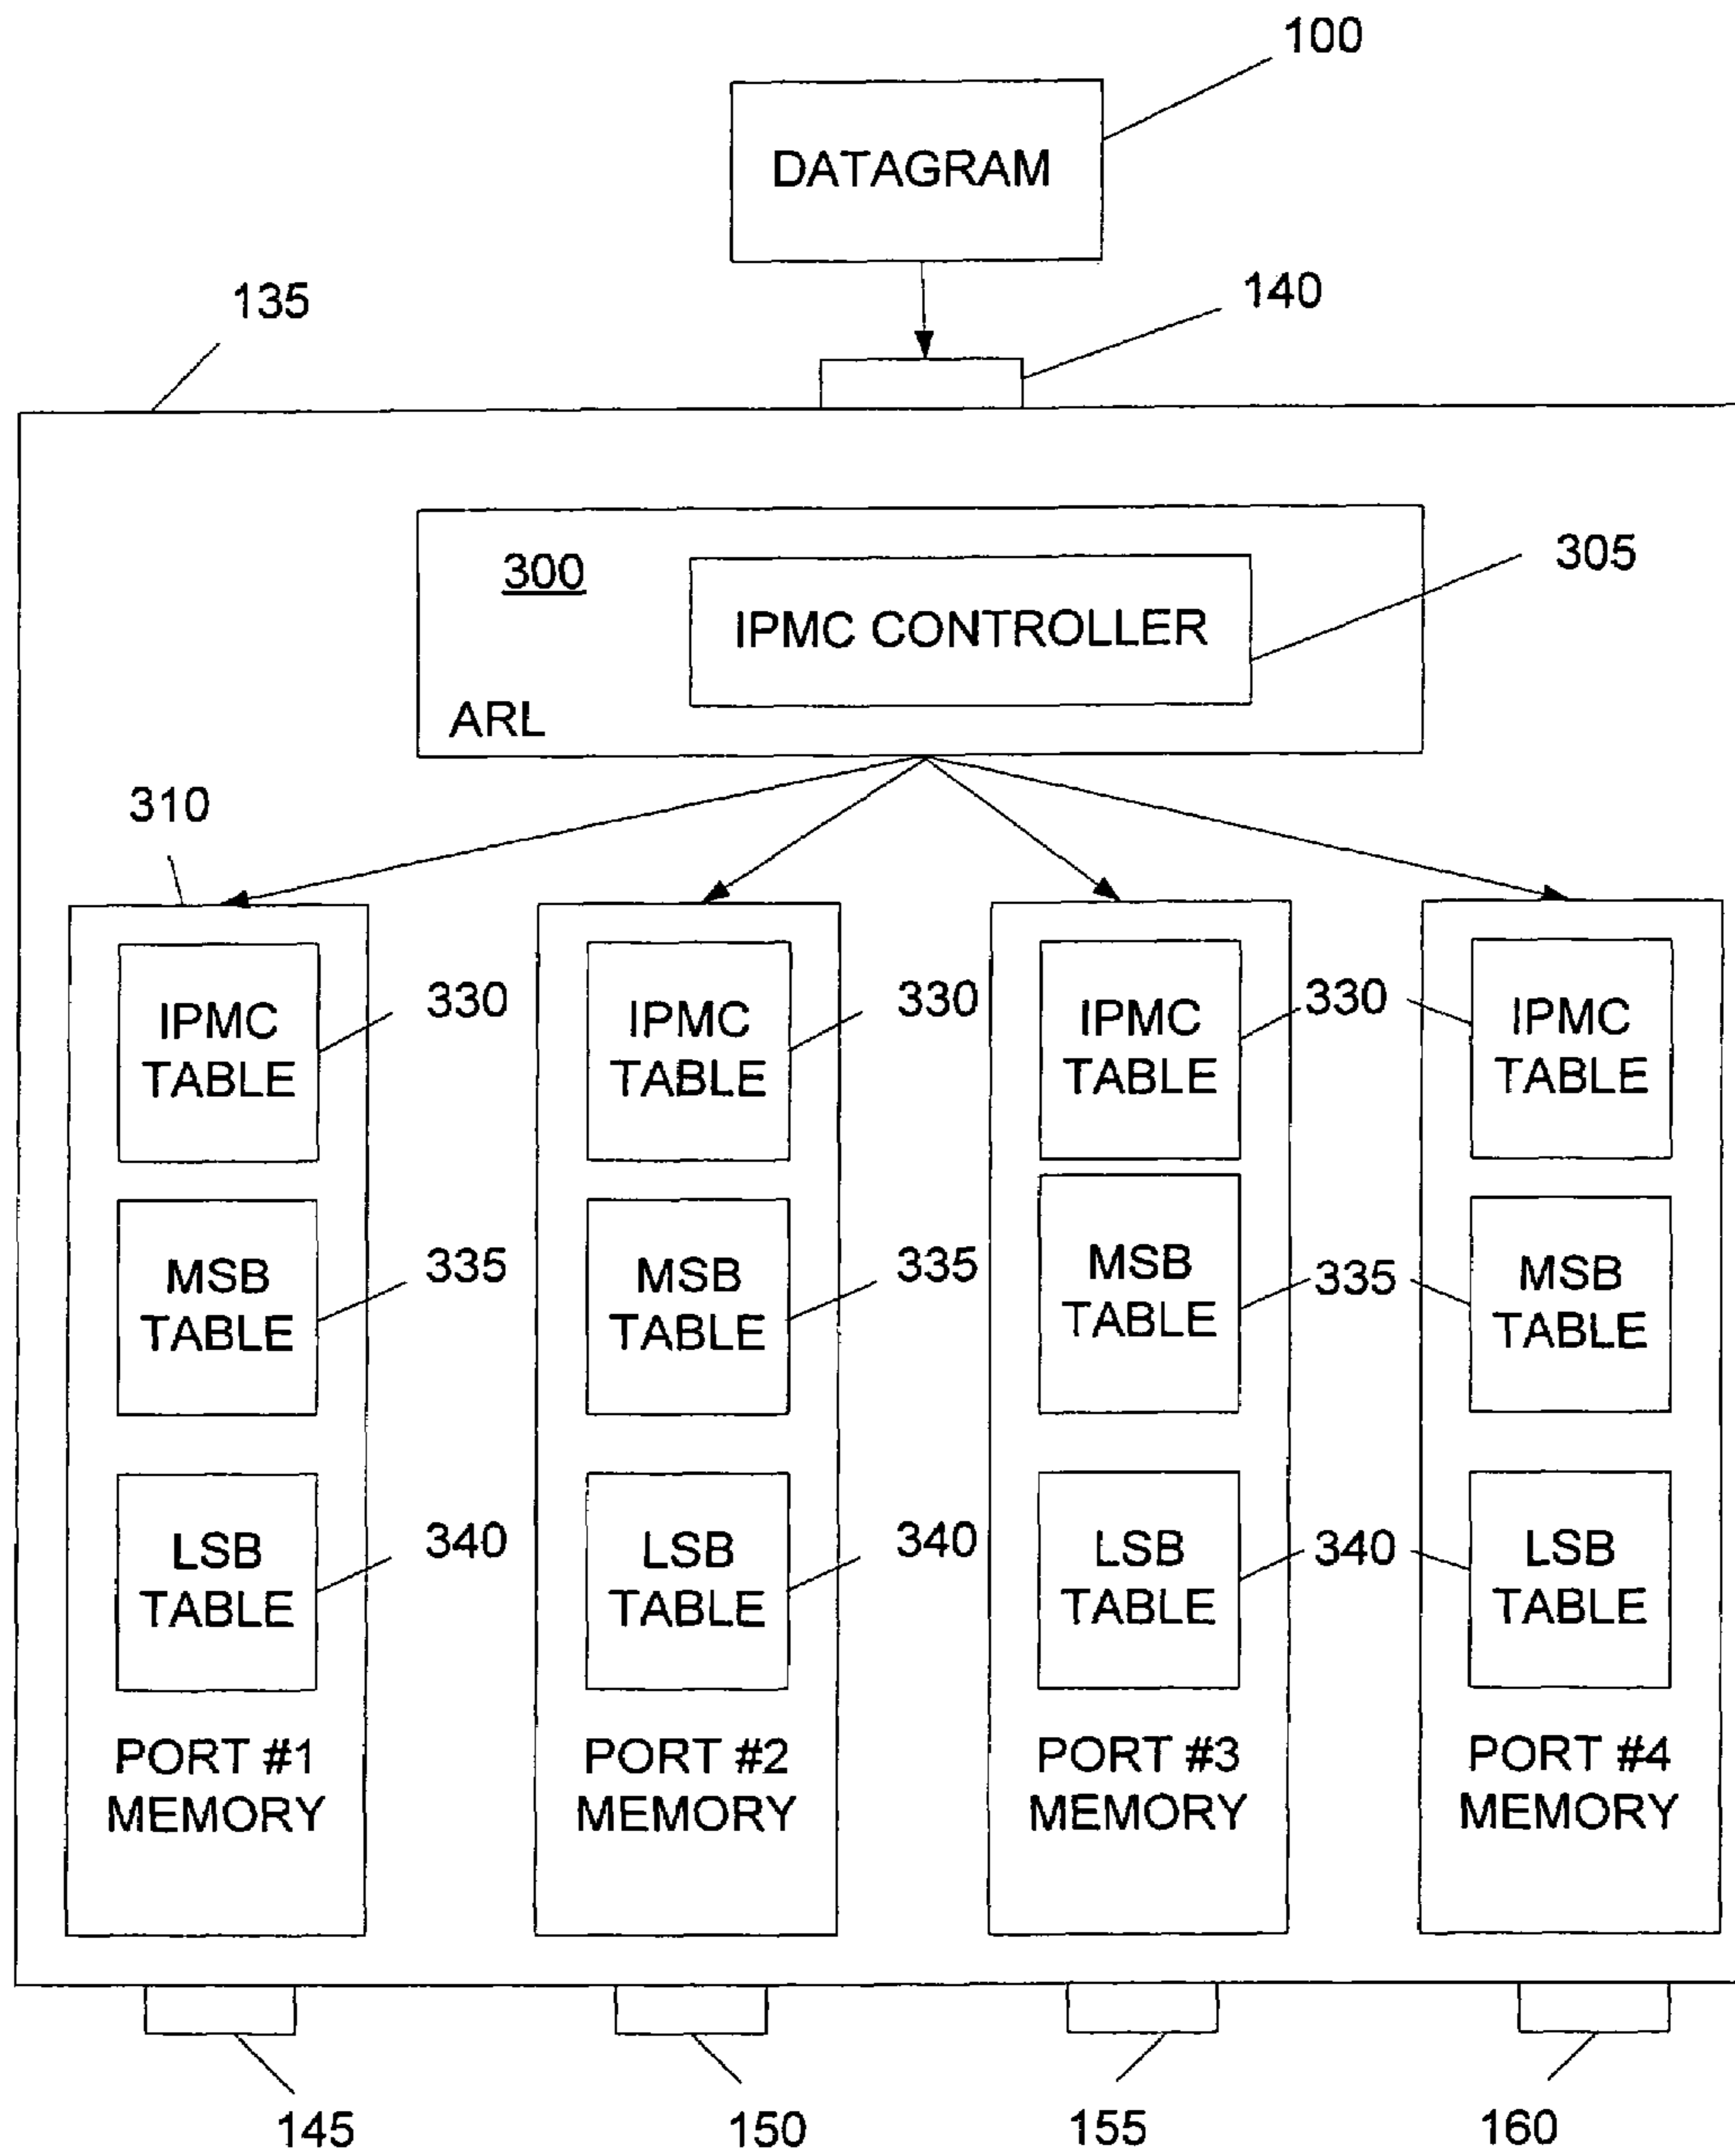 100
DATAGRAM
135
140
300
305
IPMC CONTROLLER
ARL
310
IPMC
TABLE
330
IPMC
TABLE
330
IPMC
TABLE
330
IPMC
TABLE
MSB
TABLE
335
MSB
TABLE
335
MSB
TABLE
335
MSB
TABLE
LSB
TABLE
340
LSB
TABLE
340
LSB
TABLE
340
LSB
TABLE
PORT #1
MEMORY
PORT #2
MEMORY
PORT #3
MEMORY
PORT #4
MEMORY
145
150
155
160